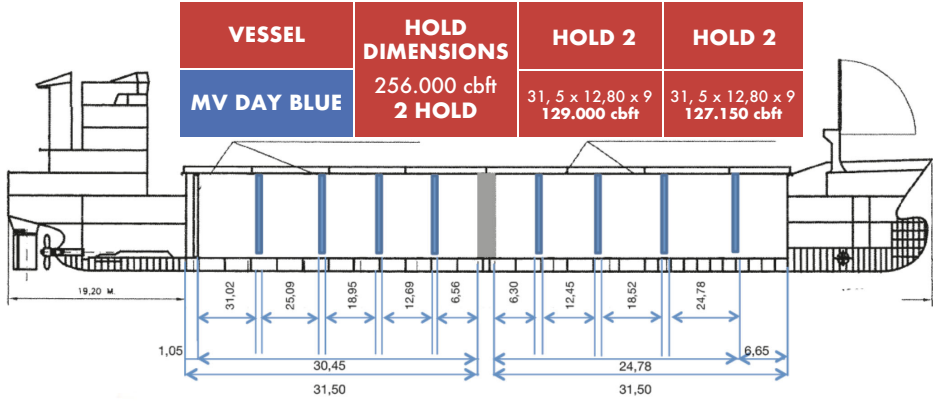 VESSEL
HOLD
DIMENSIONS
256.000 cbft
2 HOLD
HOLD 2
HOLD 2
MV DAY BLUE
31, 5 x 12,80 x 9
129.000 cbft
31, 5 x 12,80 x 9
127.150 cbft
19,20 M.
31,02
25,09
18,95
12,69
6,56
6,30
12,45
18,52
24,78
1,05
30,45
24,78
6,65
31,50
31,50